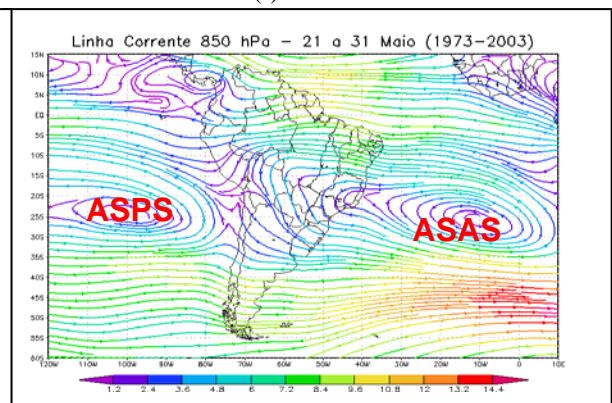 Linha Corrente 850 hPa – 21 a 31 Maio (1973–2003)
15N
10N
5N
EQ
5S
10S
15S
20S
25S
30S
35S
40S
45S
50S
55S
60S
ASPS
ASAS
120W 110W 100W 90W 80W 70W 60W 50W 40W 30W 20W 10W 0 10E
1.2 2.4 3.6 4.8 6 7.2 8.4 9.6 10.8 12 13.2 14.4